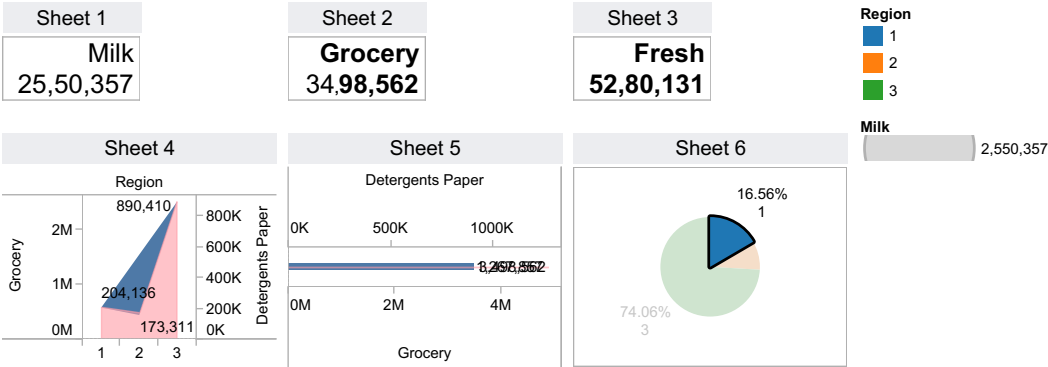 Sheet 1
Sheet 2
Sheet 3
Region
Milk
25,50,357
Grocery
34,98,562
Fresh
52,80,131
1
2
3
Milk
2,550,357
Sheet 4
Sheet 5
Sheet 6
Region
890,410
204,136
173,311
Grocery
2M
1M
0M
800K
600K
400K
200K
0K
Detergents Paper
1
2
3
Detergents Paper
0K
500K
1000K
0M
2M
4M
Grocery
16.56%
1
74.06%
3